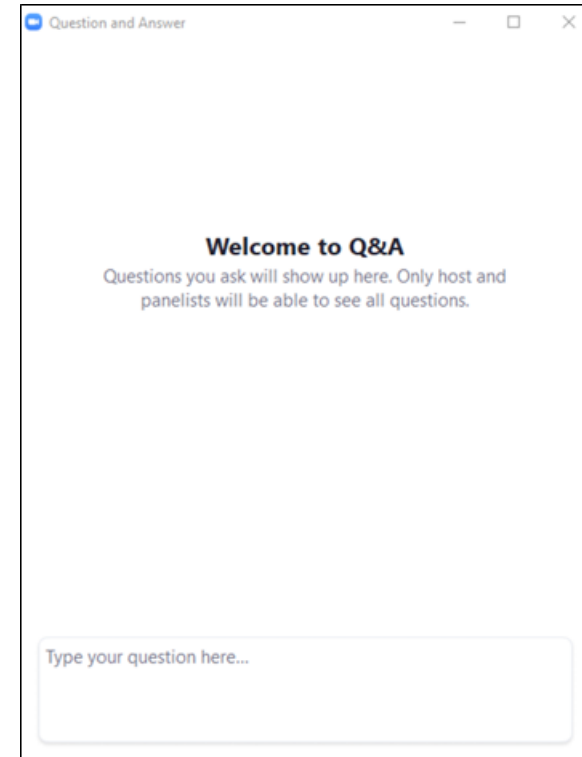 Question and Answer
Welcome to Q&A
Questions you ask will show up here. Only host and
panelists will be able to see all questions.
Type your question here...